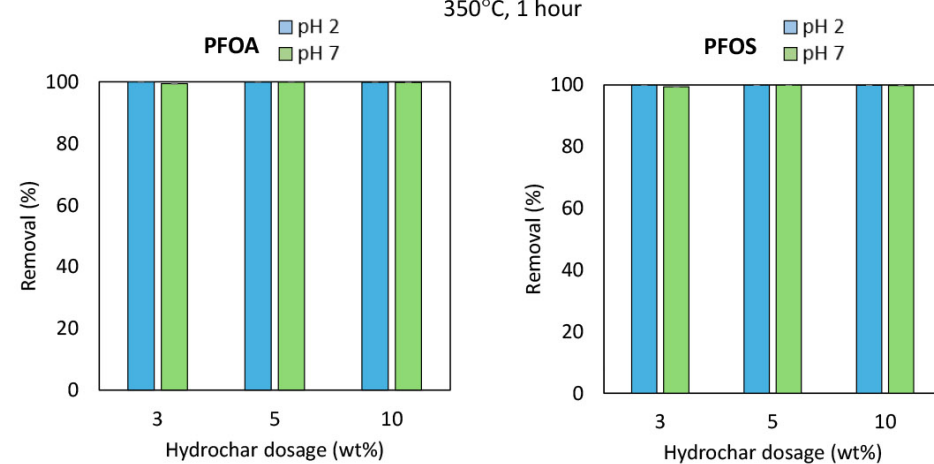 350°C, 1 hour
PFOA
pH 2
pH 7
100
80
60
40
20
0
Removal (%)
3 5 10
Hydrochar dosage (wt%)
PFOS
pH 2
pH 7
100
80
60
40
20
0
Removal (%)
3 5 10
Hydrochar dosage (wt%)